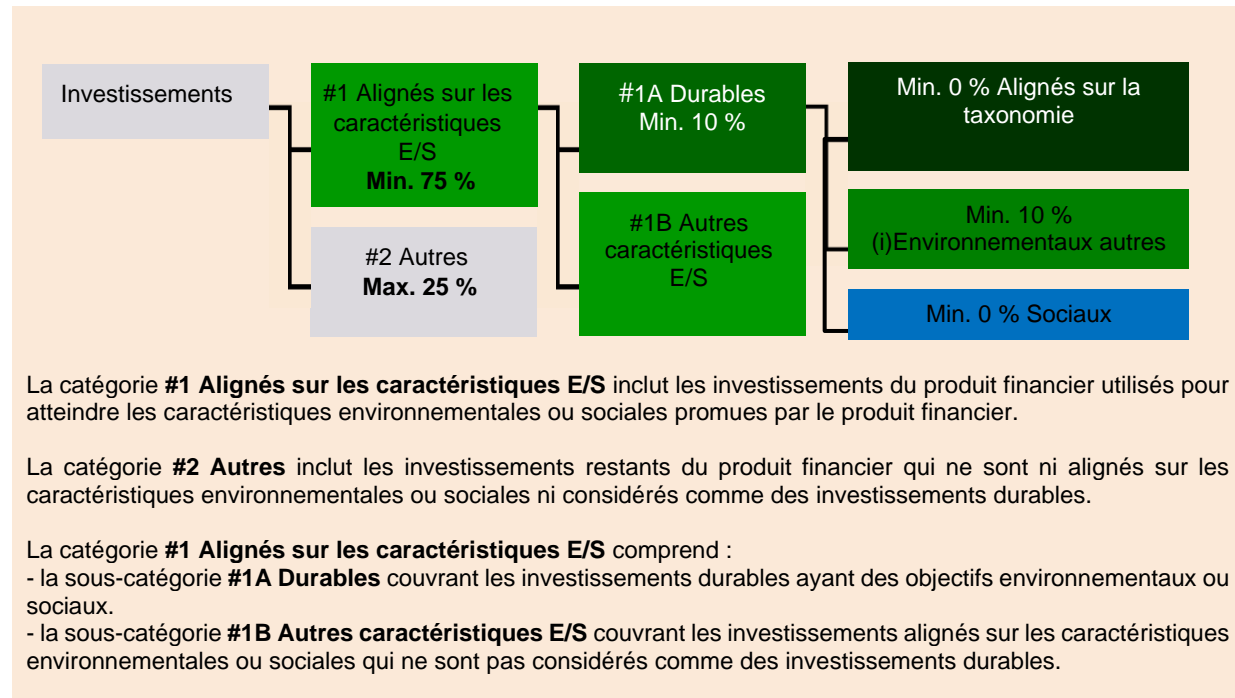 Investissements
#1 Alignés sur les
caractéristiques
E/S
Min. 75 %
#2 Autres
Max. 25 %
#1A Durables
Min. 10 %
#1B Autres
caractéristiques
E/S
Min. 0 % Alignés sur la
taxonomie
Min. 10 %
(i)Environnementaux autres
Min. 0 % Sociaux
La catégorie #1 Alignés sur les caractéristiques E/S inclut les investissements du produit financier utilisés pour
atteindre les caractéristiques environnementales ou sociales promues par le produit financier.
La catégorie #2 Autres inclut les investissements restants du produit financier qui ne sont ni alignés sur les
caractéristiques environnementales ou sociales ni considérés comme des investissements durables.
La catégorie #1 Alignés sur les caractéristiques E/S comprend :
- la sous-catégorie #1A Durables couvrant les investissements durables ayant des objectifs environnementaux ou
sociaux.
- la sous-catégorie #1B Autres caractéristiques E/S couvrant les investissements alignés sur les caractéristiques
environnementales ou sociales qui ne sont pas considérés comme des investissements durables.